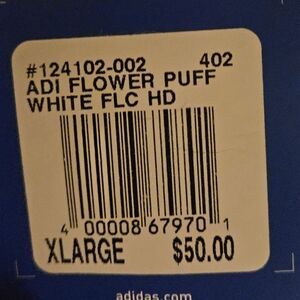 #124102-002 402
ADI FLOWER PUFF
WHITE FLC HD
4 00008 67970 1
XLARGE $50.00
adidas.com